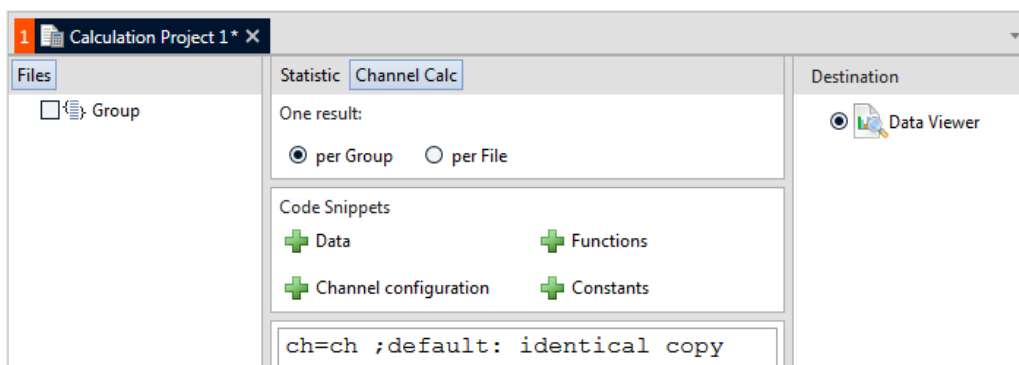 1 Calculation Project 1*
Files
Group
Statistic Channel Calc
One result:
per Group per File
Code Snippets
Data Functions
Channel configuration Constants
ch=ch ;default: identical copy
Destination
Data Viewer